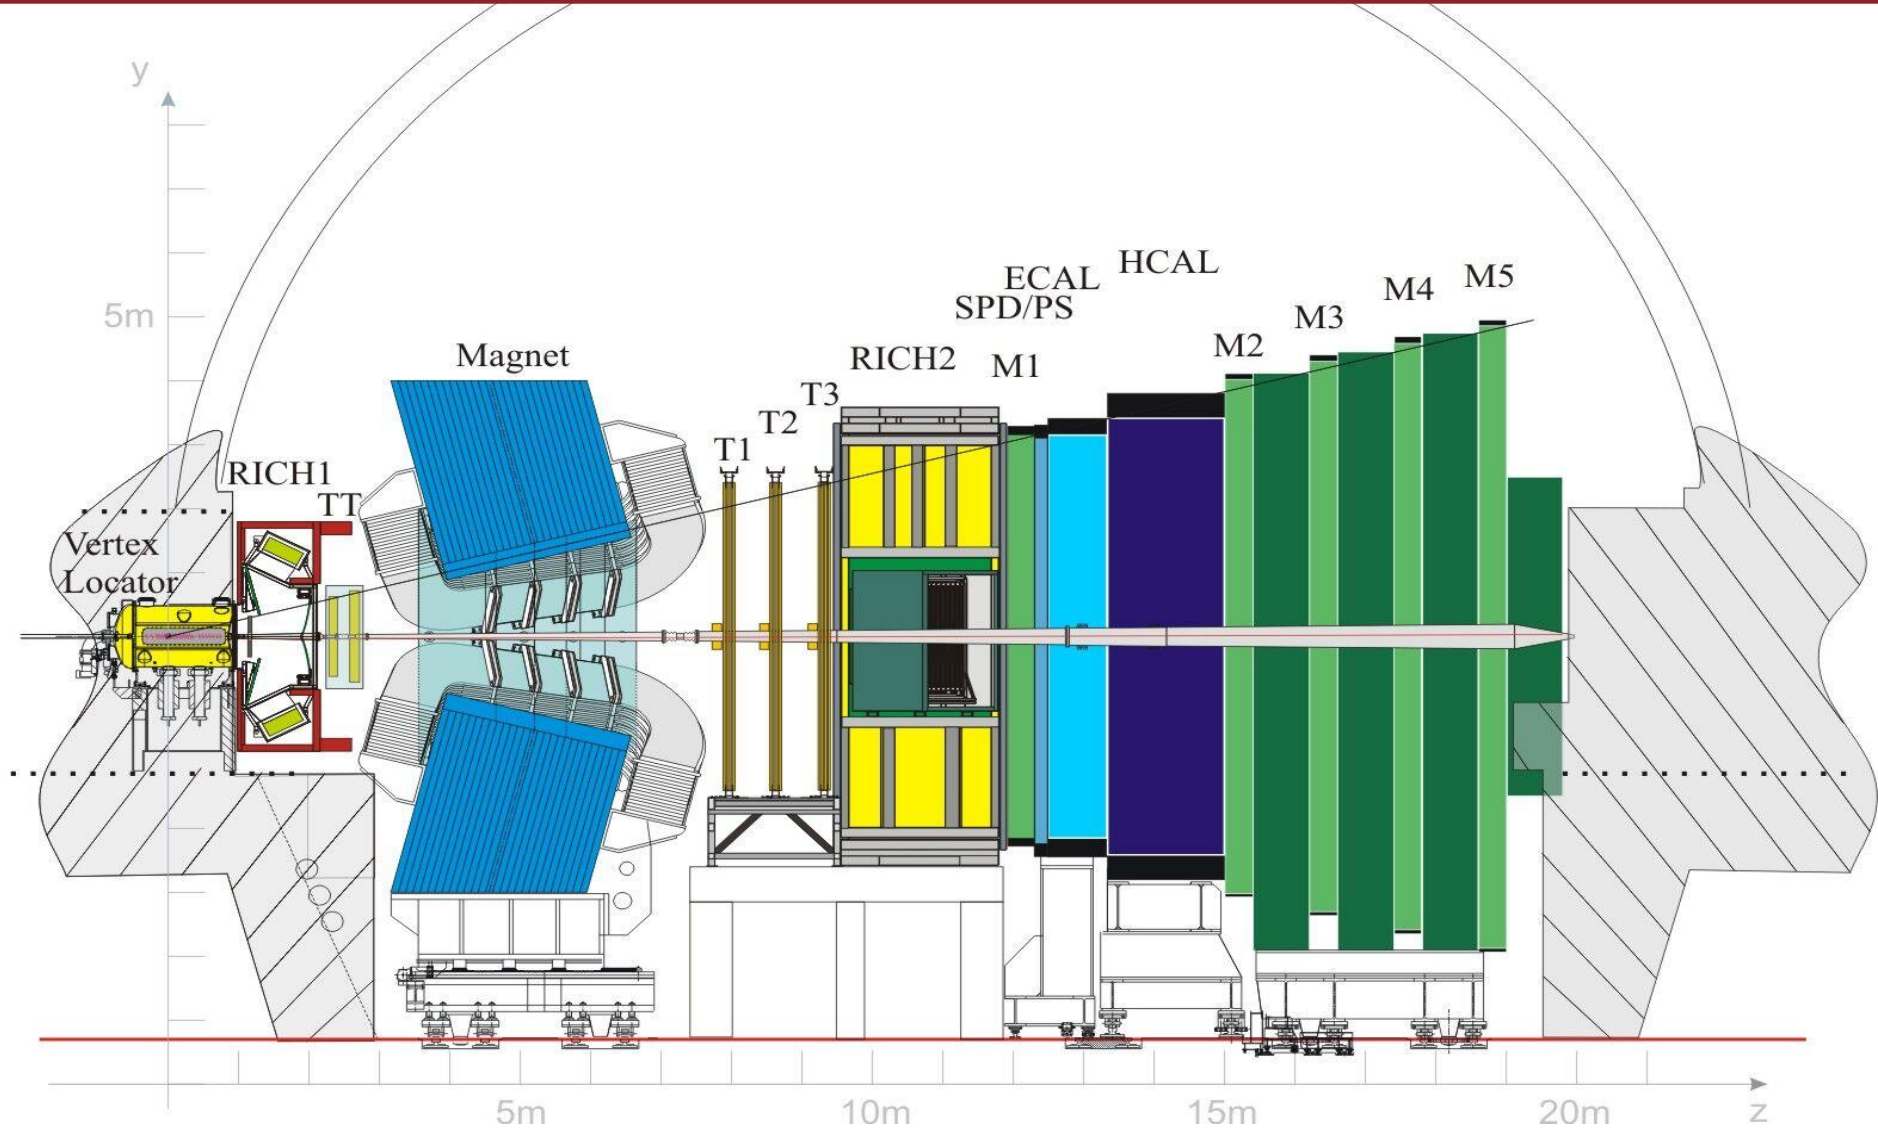 y
5m
Vertex
Locator
RICH1
TT
Magnet
T1
T2
T3
RICH2
M1
SPD/PS
ECAL
HCAL
M2
M3
M4
M5
5m
10m
15m
20m
z